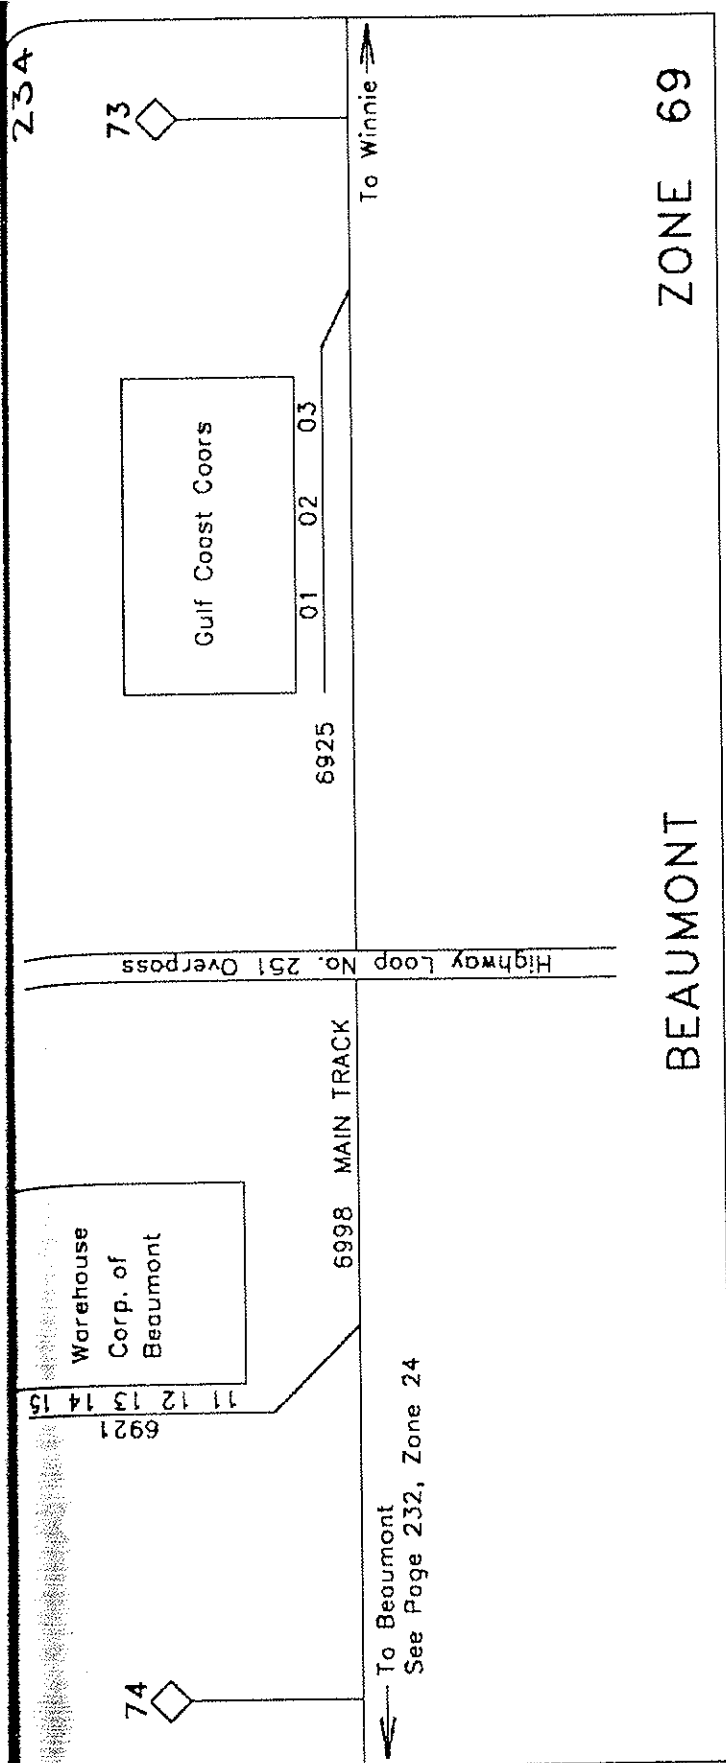 234
74
73
Warehouse
Corp. of
Beaumont
11 12 13 14 15
6921
Gulf Coast Coors
01 02 03
6925
6998 MAIN TRACK
Highway Loop No. 251 Overpass
To Beaumont
See Page 232, Zone 24
To Winnie
BEAUMONT ZONE 69